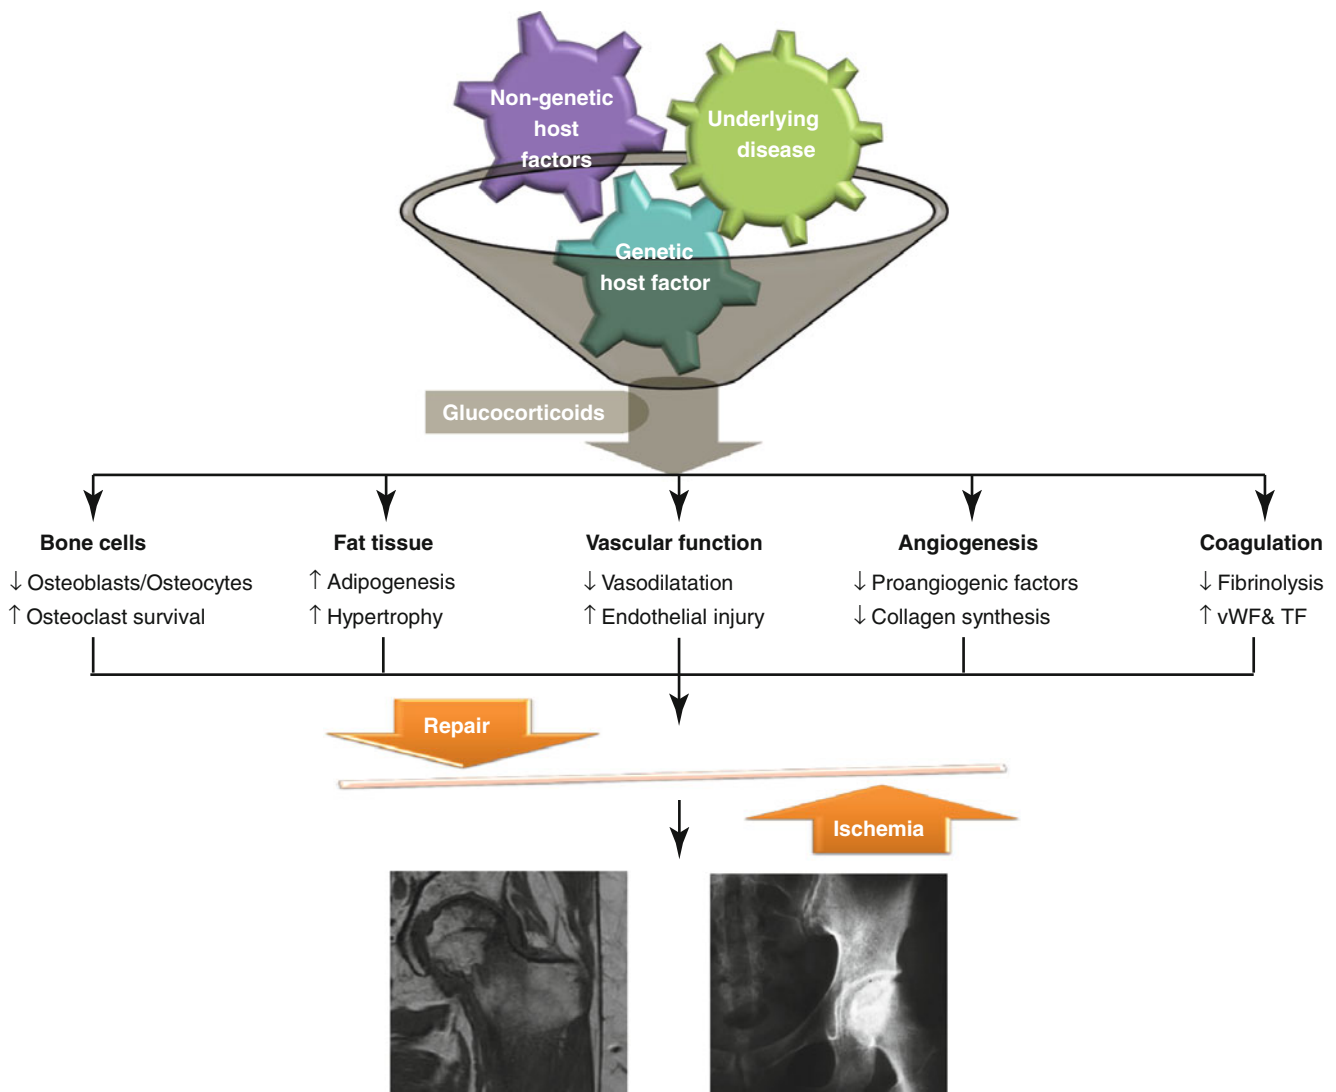 Non-genetic
host
factors
Underlying
disease
Genetic
host factor
Glucocorticoids
Bone cells
↓ Osteoblasts/Osteocytes
↑ Osteoclast survival
Fat tissue
↑ Adipogenesis
↑ Hypertrophy
Vascular function
↓ Vasodilatation
↑ Endothelial injury
Angiogenesis
↓ Proangiogenic factors
↓ Collagen synthesis
Coagulation
↓ Fibrinolysis
↑ vWF& TF
Repair
Ischemia